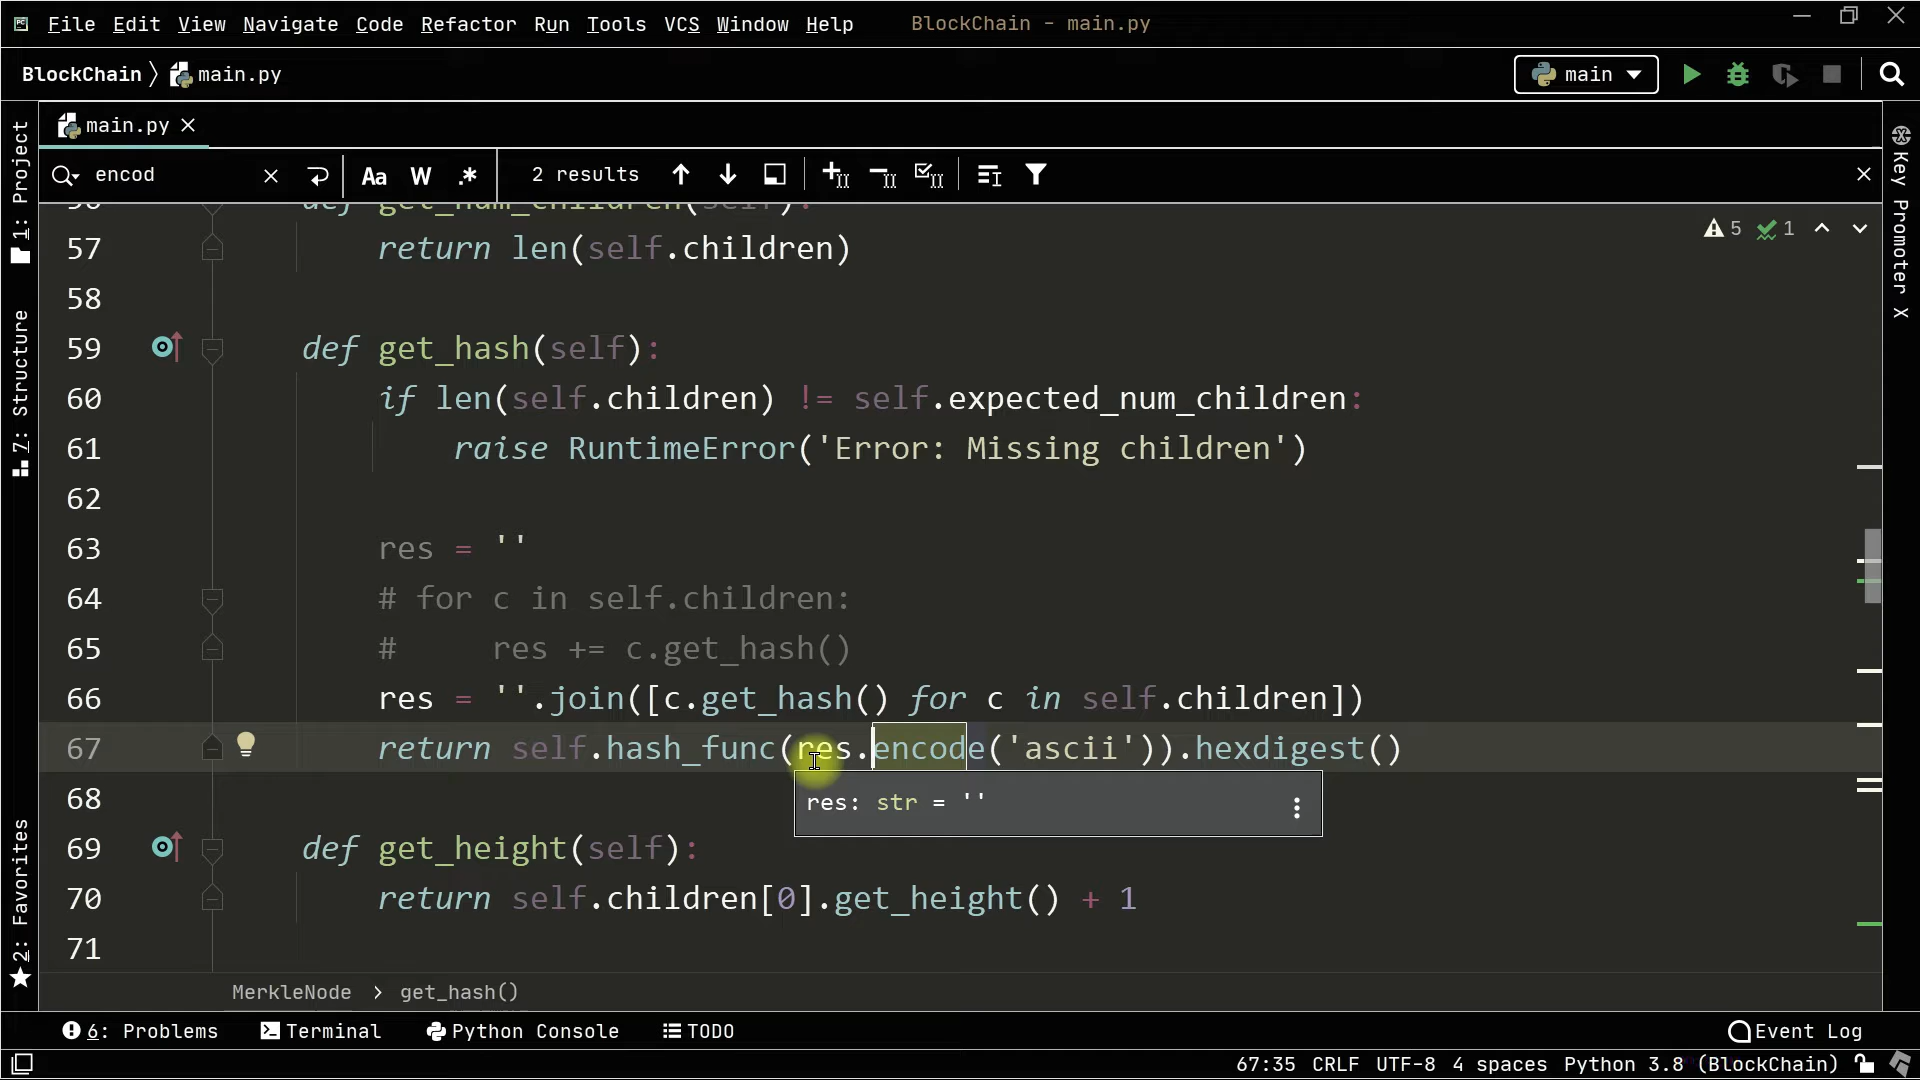 File Edit View Navigate Code Refactor Run Tools VCS Window Help BlockChain - main.py
BlockChain main.py main
main.py
encod Aa W .* 2 results
1: Project
7: Structure
2: Favorites
Key Promoter X
5 1
56 def get_num_children(self):
57 return len(self.children)
58
59 def get_hash(self):
60 if len(self.children) != self.expected_num_children:
61 raise RuntimeError('Error: Missing children')
62
63 res = ''
64 # for c in self.children:
65 #     res += c.get_hash()
66 res = ''.join([c.get_hash() for c in self.children])
67 return self.hash_func(res.encode('ascii')).hexdigest()
res: str = ''
68
69 def get_height(self):
70 return self.children[0].get_height() + 1
71
MerkleNode > get_hash()
6: Problems Terminal Python Console TODO Event Log
67:35 CRLF UTF-8 4 spaces Python 3.8 (BlockChain)